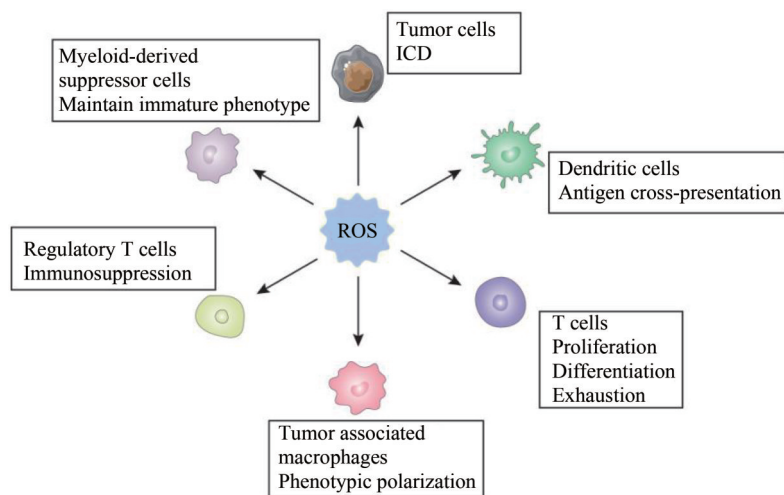 Tumor cells
ICD
Myeloid-derived
suppressor cells
Maintain immature phenotype
Dendritic cells
Antigen cross-presentation
ROS
Regulatory T cells
Immunosuppression
T cells
Proliferation
Differentiation
Exhaustion
Tumor associated
macrophages
Phenotypic polarization